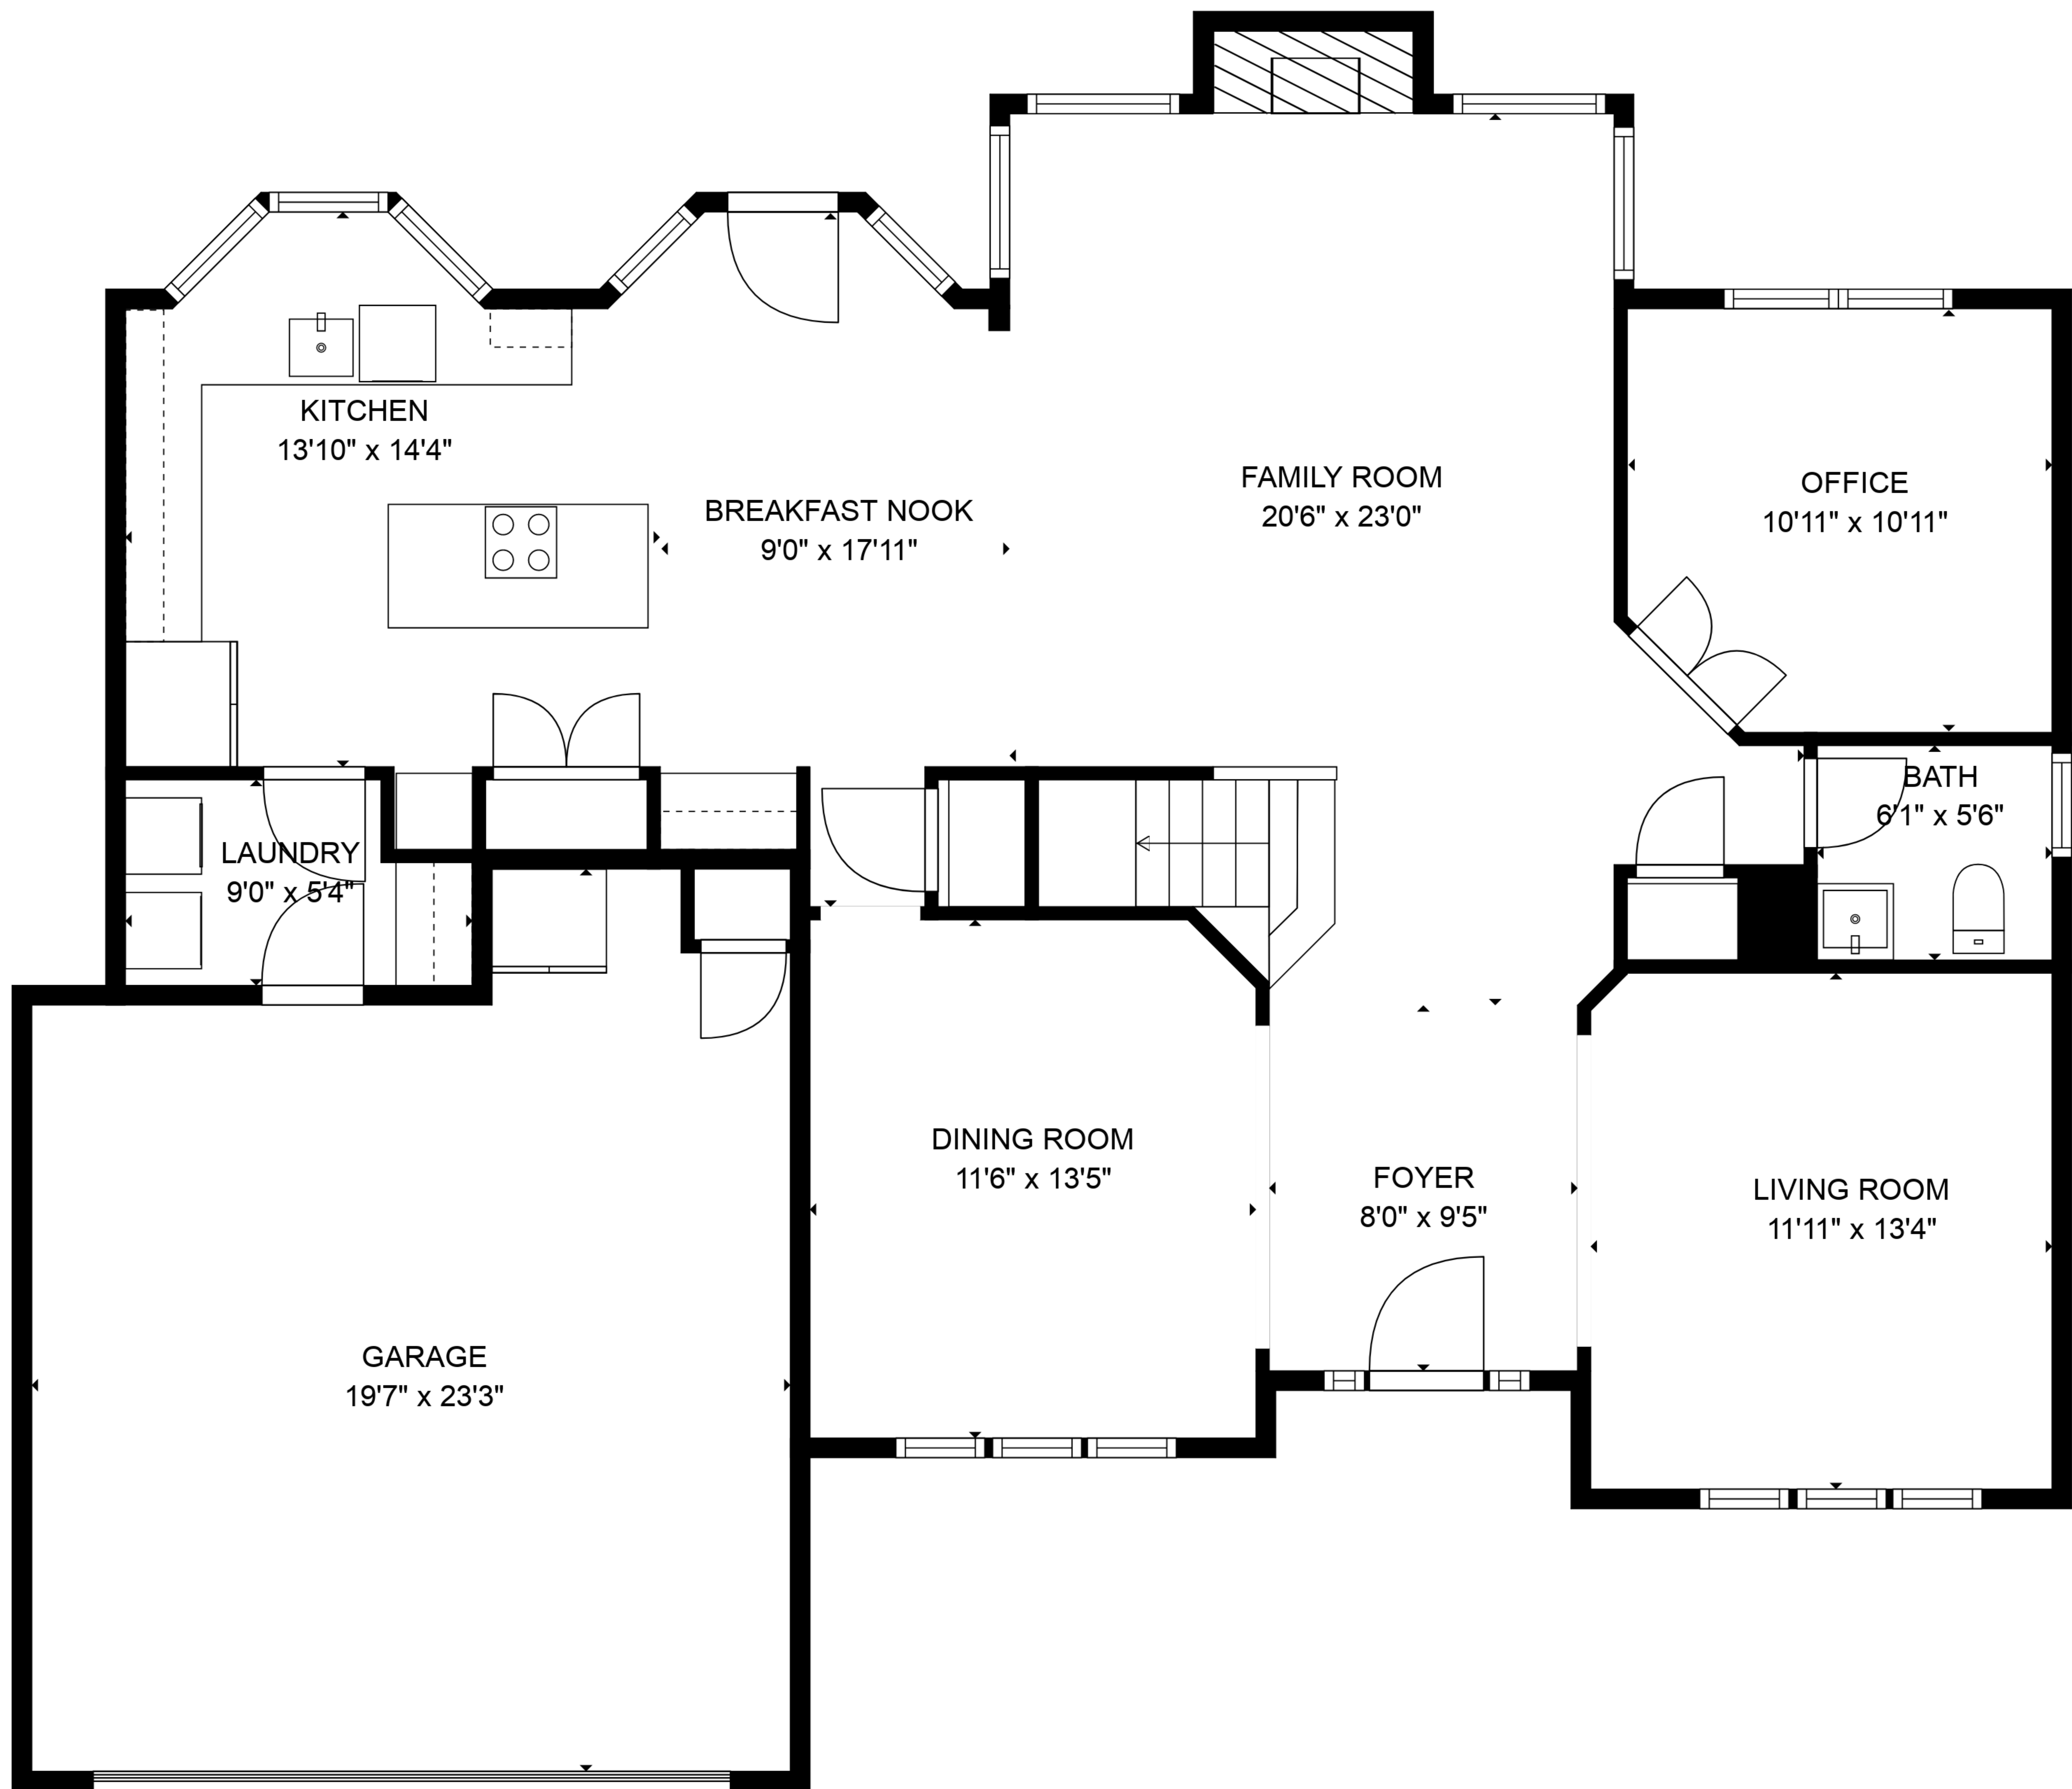 KITCHEN
13'10" x 14'4"
BREAKFAST NOOK
9'0" x 17'11"
FAMILY ROOM
20'6" x 23'0"
OFFICE
10'11" x 10'11"
BATH
6'1" x 5'6"
LAUNDRY
9'0" x 5'4"
DINING ROOM
11'6" x 13'5"
FOYER
8'0" x 9'5"
LIVING ROOM
11'11" x 13'4"
GARAGE
19'7" x 23'3"